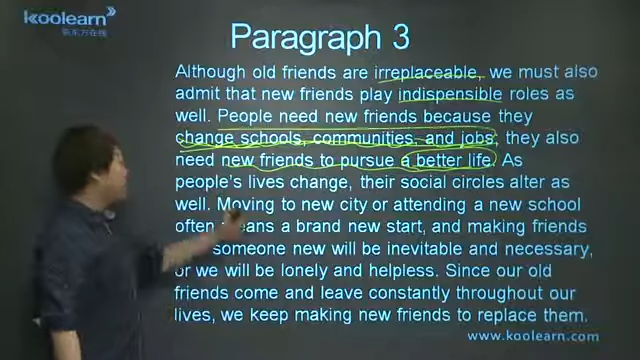 koolearn
新东方在线
Paragraph 3
Although old friends are irreplaceable, we must also
admit that new friends play indispensible roles as
well. People need new friends because they
change schools, communities, and jobs, they also
need new friends to pursue a better life. As
people's lives change, their social circles alter as
well. Moving to new city or attending a new school
often means a brand new start, and making friends
someone new will be inevitable and necessary,
or we will be lonely and helpless. Since our old
friends come and leave constantly throughout our
lives, we keep making new friends to replace them.
www.koolearn.com